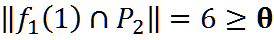 ‖f₁(1) ∩ P₂‖ = 6 ≥ θ